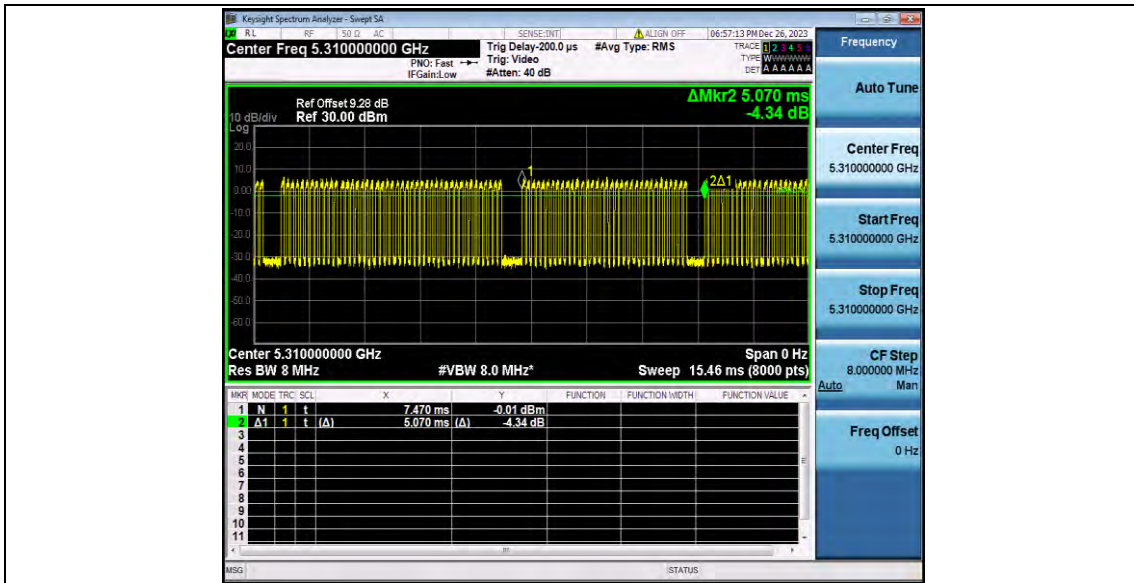 Keysight Spectrum Analyzer - Swept SA
RL RF 50 Ω AC SENSE:INT ALIGN OFF 06:57:13 PM Dec 26, 2023
Center Freq 5.310000000 GHz
PNO: Fast
IFGain:Low
Trig Delay-200.0 µs
Trig: Video
#Atten: 40 dB
#Avg Type: RMS
TRACE 1 2 3 4 5 6
TYPE WWWWWW
DET A A A A A A
Ref Offset 9.28 dB
Ref 30.00 dBm
10 dB/div
Log
ΔMkr2 5.070 ms
-4.34 dB
20.0
10.0
0.00
-10.0
-20.0
-30.0
-40.0
-50.0
-60.0
1
2Δ1
Center 5.310000000 GHz Span 0 Hz
Res BW 8 MHz #VBW 8.0 MHz* Sweep 15.46 ms (8000 pts)
MKR MODE TRC SCL X Y FUNCTION FUNCTION WIDTH FUNCTION VALUE
1 N 1 t 7.470 ms -0.01 dBm
2 Δ1 1 t (Δ) 5.070 ms (Δ) -4.34 dB
3
4
5
6
7
8
9
10
11
MSG STATUS
Frequency
Auto Tune
Center Freq
5.310000000 GHz
Start Freq
5.310000000 GHz
Stop Freq
5.310000000 GHz
CF Step
8.000000 MHz
Auto Man
Freq Offset
0 Hz